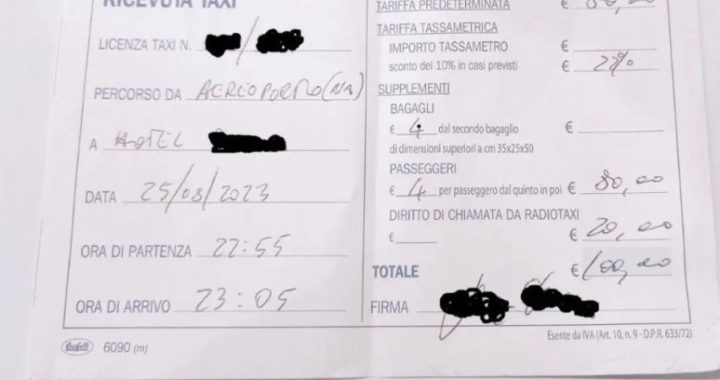 RICEVUTA TAXI
LICENZA TAXI N. /
PERCORSO DA AEREOPORTO (NA)
A HOTEL
DATA 25/08/2023
ORA DI PARTENZA 22:55
ORA DI ARRIVO 23:05
6090 (m)
TARIFFA PREDETERMINATA €
TARIFFA TASSAMETRICA
IMPORTO TASSAMETRO €
sconto del 10% in casi previsti €
SUPPLEMENTI
BAGAGLI
€ 4 dal secondo bagaglio €
di dimensioni superiori a cm 35x25x50
PASSEGGERI
€ 4 per passeggero dal quinto in poi € 80,00
DIRITTO DI CHIAMATA DA RADIOTAXI
€ € 20,00
TOTALE € 100,00
FIRMA
Esente da IVA (Art. 10, n. 9 - D.P.R. 633/72)